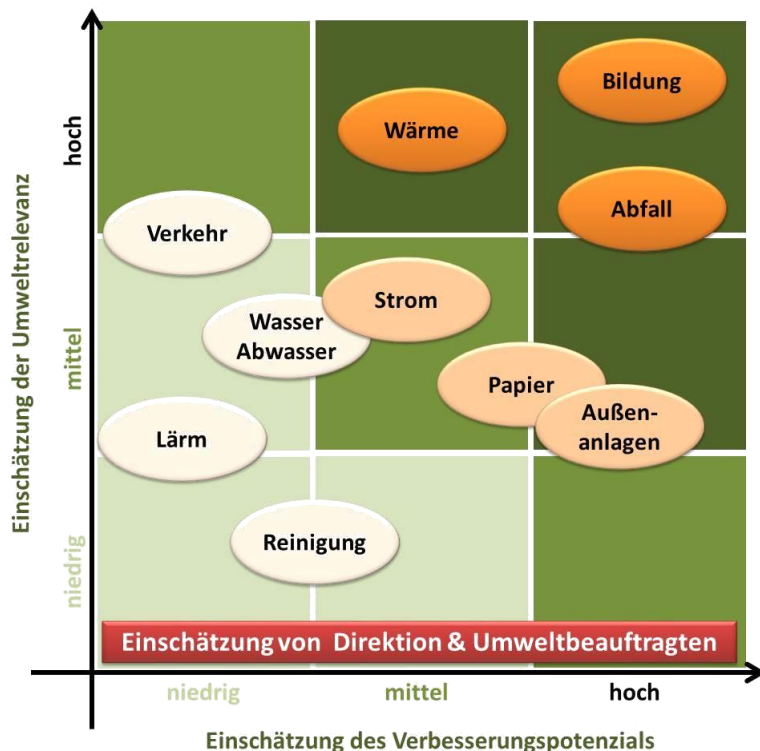 Einschätzung der Umweltrelevanz
hoch
mittel
niedrig
Bildung
Wärme
Abfall
Verkehr
Strom
Wasser
Abwasser
Papier
Außen-
anlagen
Lärm
Reinigung
Einschätzung von Direktion & Umweltbeauftragten
niedrig
mittel
hoch
Einschätzung des Verbesserungspotenzials